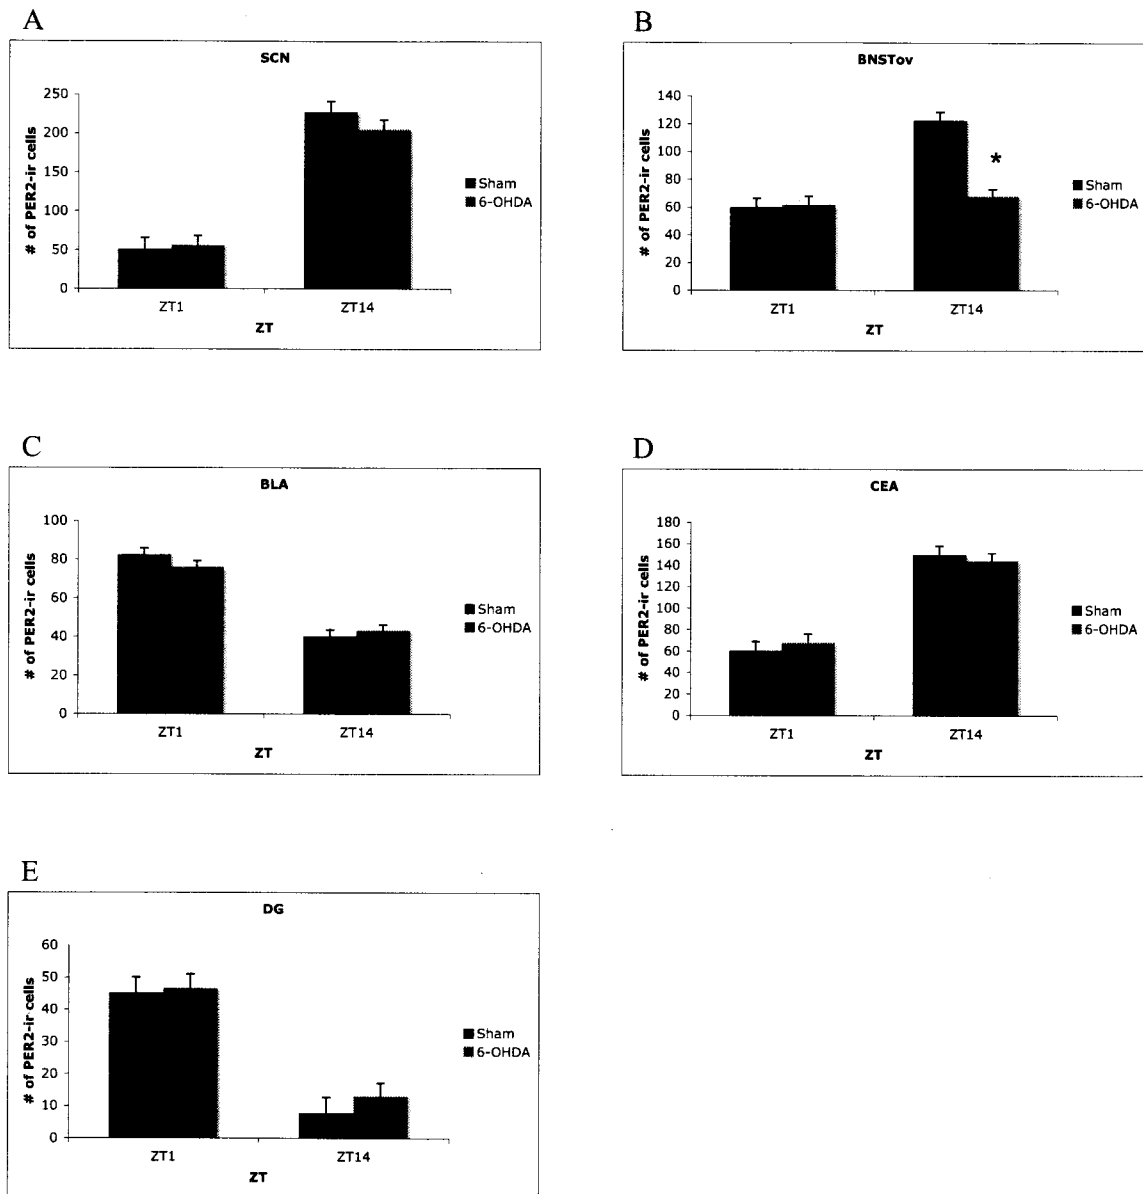 A
SCN
# of PER2-ir cells
250
200
150
100
50
0
ZT1
ZT14
ZT
Sham
6-OHDA
B
BNSTov
# of PER2-ir cells
140
120
100
80
60
40
20
0
*
ZT1
ZT14
ZT
Sham
6-OHDA
C
BLA
# of PER2-ir cells
100
80
60
40
20
0
ZT1
ZT14
ZT
Sham
6-OHDA
D
CEA
# of PER2-ir cells
180
160
140
120
100
80
60
40
20
0
ZT1
ZT14
ZT
Sham
6-OHDA
E
DG
# of PER2-ir cells
60
50
40
30
20
10
0
ZT1
ZT14
ZT
Sham
6-OHDA